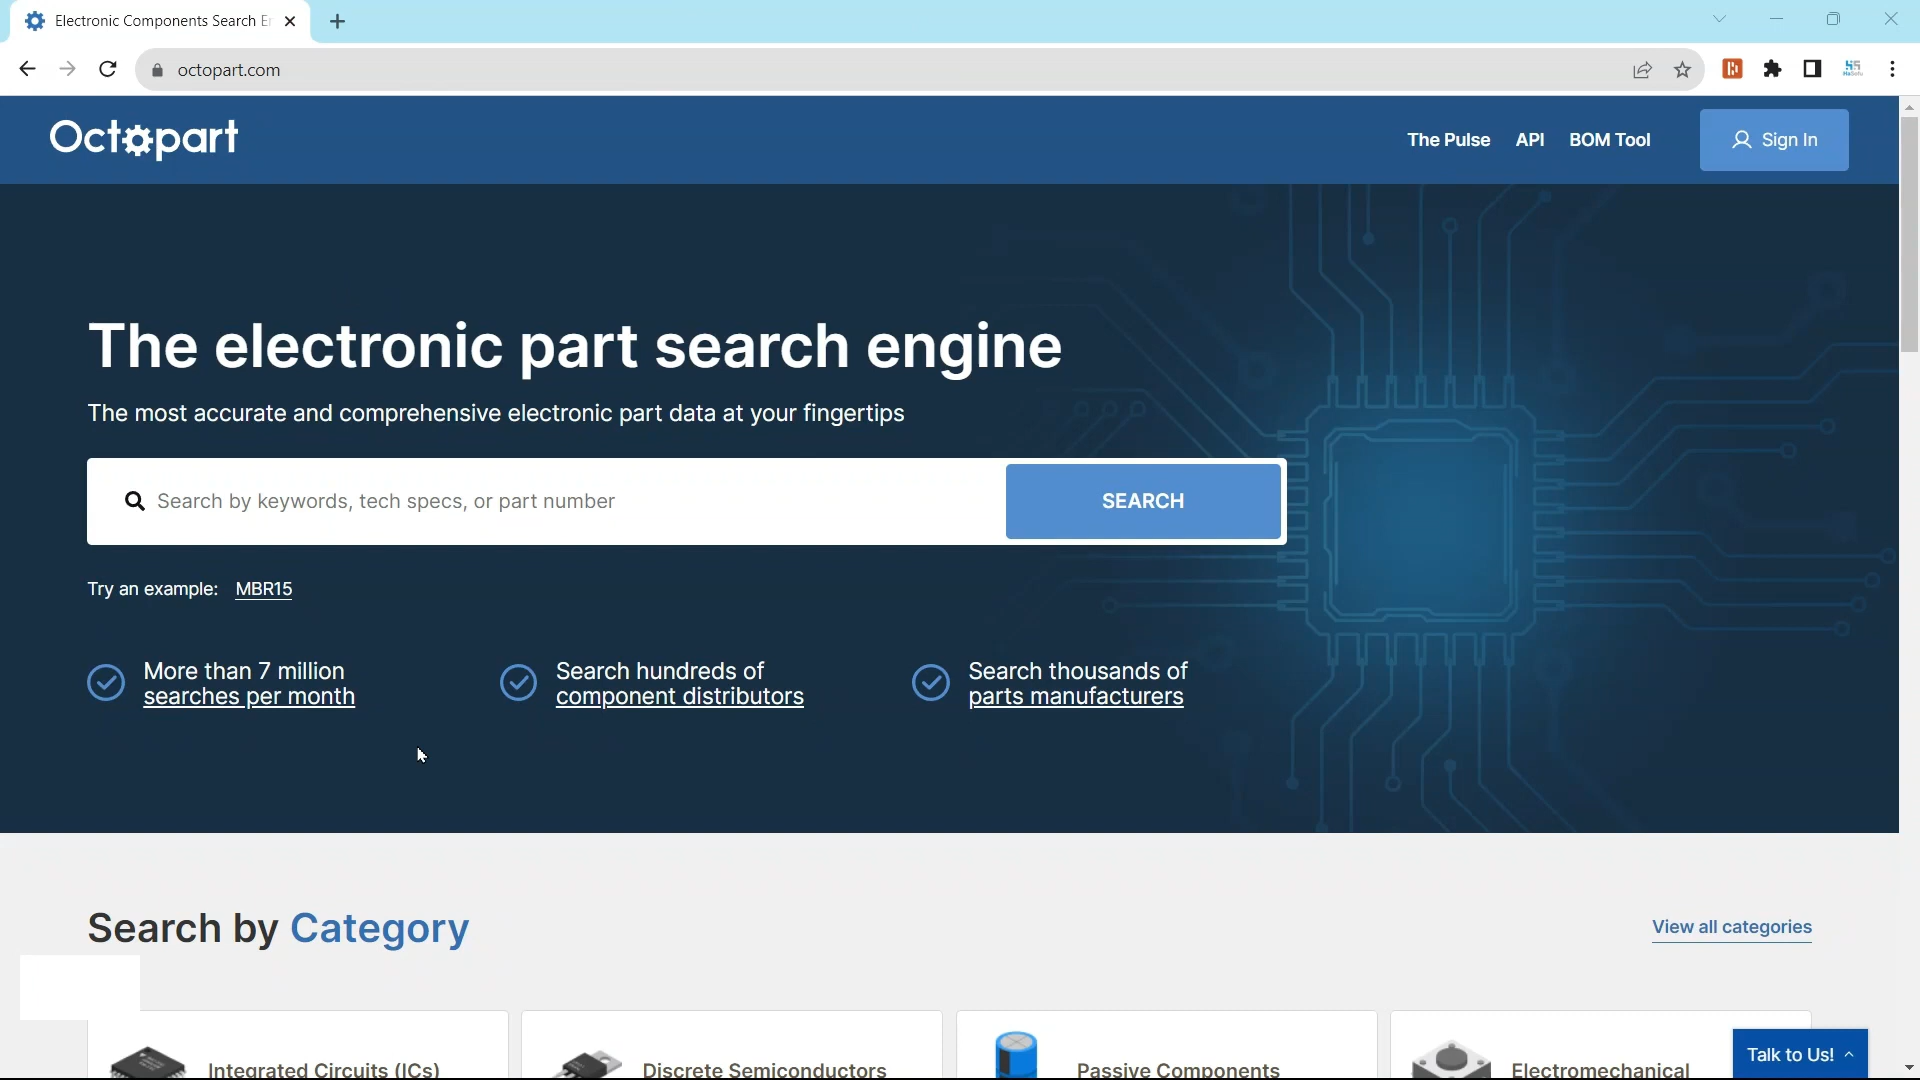 Electronic Components Search En
octopart.com
Octopart
The Pulse
API
BOM Tool
Sign In
The electronic part search engine
The most accurate and comprehensive electronic part data at your fingertips
Search by keywords, tech specs, or part number
SEARCH
Try an example: MBR15
More than 7 million
searches per month
Search hundreds of
component distributors
Search thousands of
parts manufacturers
Search by Category
View all categories
Integrated Circuits (ICs)
Discrete Semiconductors
Passive Components
Electromechanical
Talk to Us!